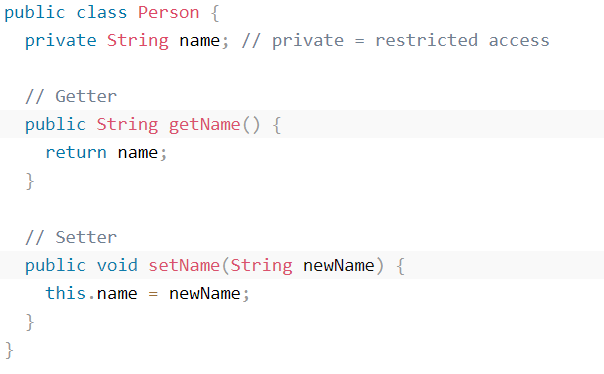 public class Person {
  private String name; // private = restricted access

  // Getter
  public String getName() {
    return name;
  }

  // Setter
  public void setName(String newName) {
    this.name = newName;
  }
}